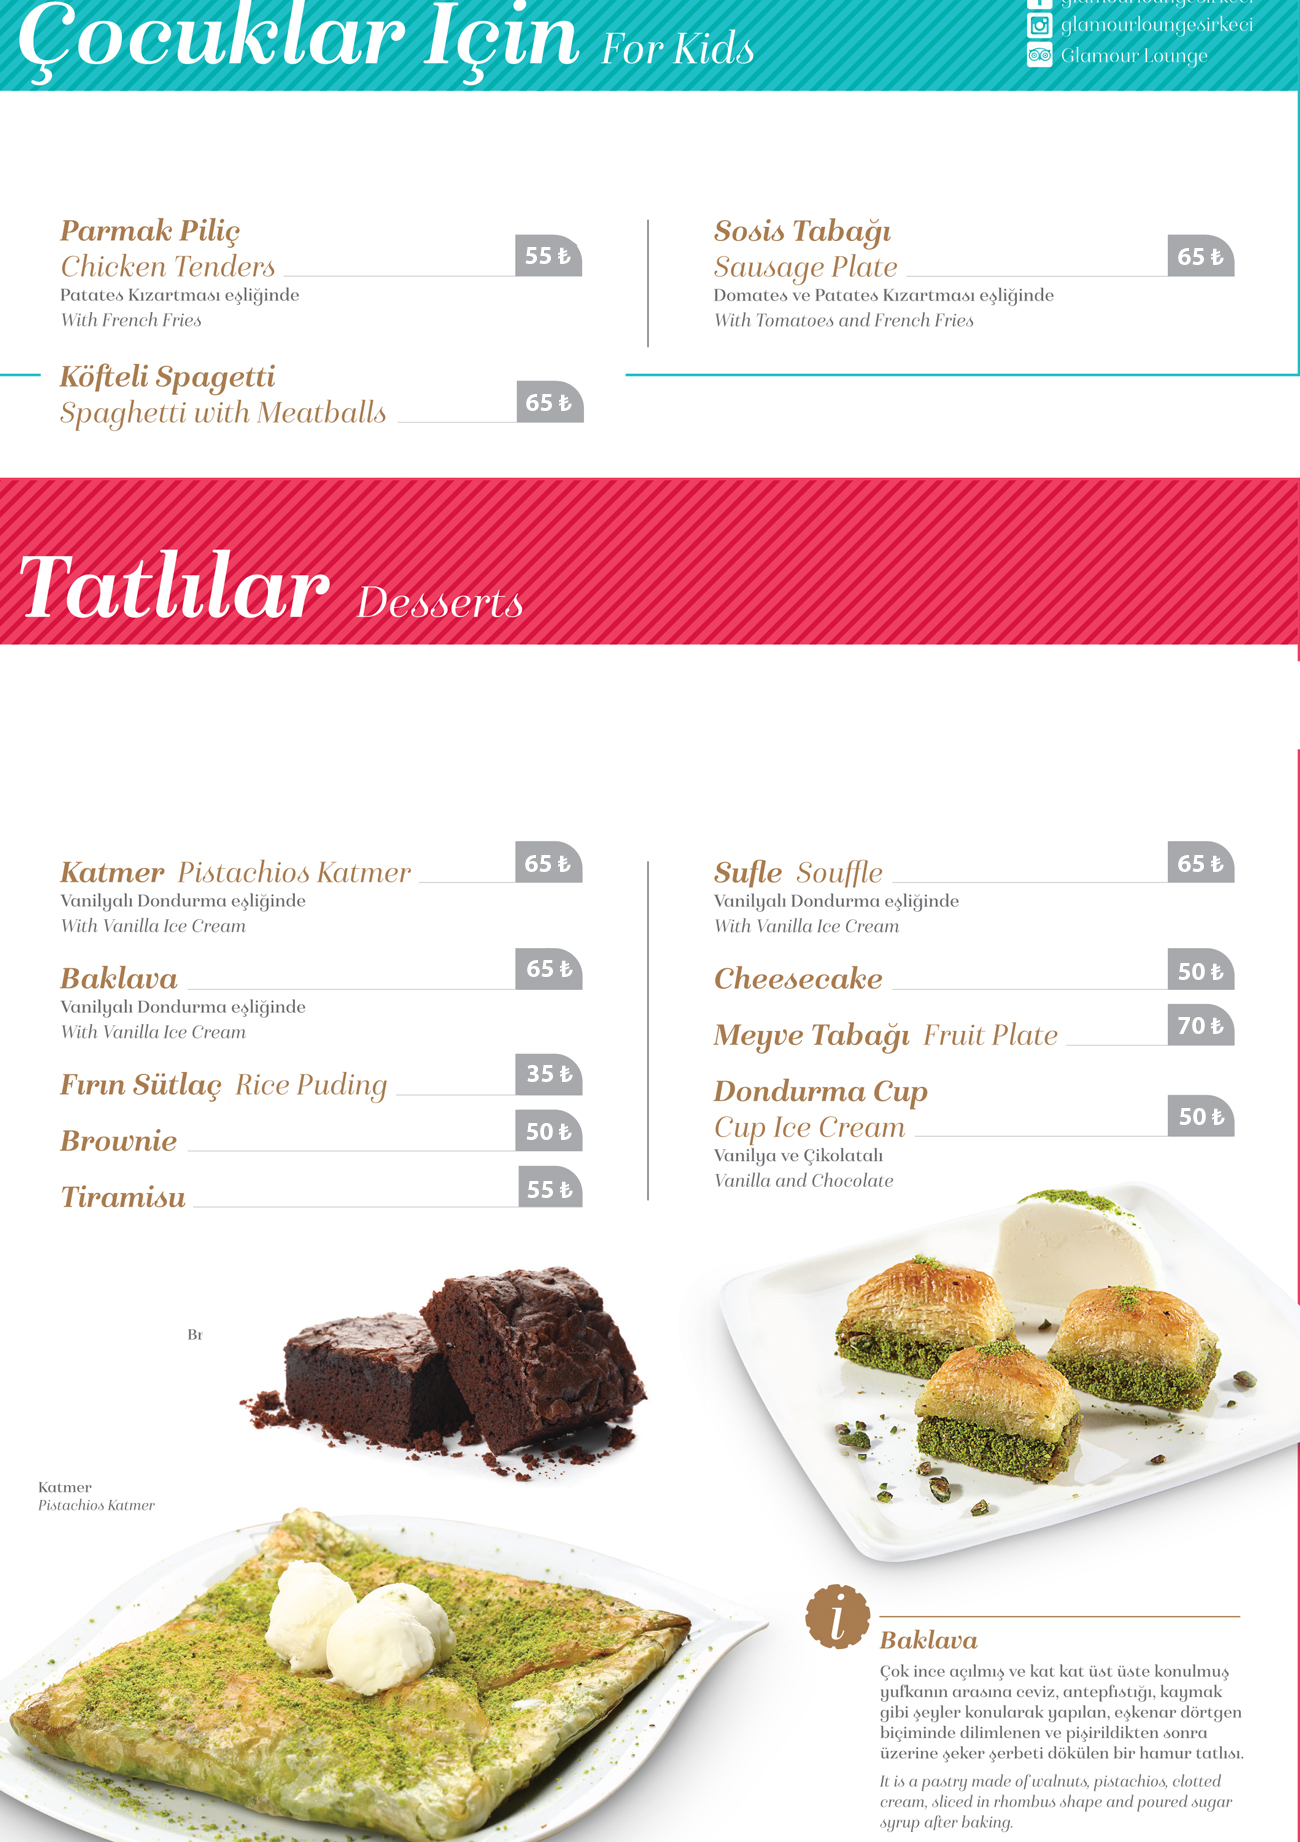 Çocuklar İçin For Kids
glamourloungesirkeci
glamourloungesirkeci
Glamour Lounge
Parmak Piliç
Chicken Tenders 55 ₺
Patates Kızartması eşliğinde
With French Fries
Köfteli Spagetti
Spaghetti with Meatballs 65 ₺
Sosis Tabağı
Sausage Plate 65 ₺
Domates ve Patates Kızartması eşliğinde
With Tomatoes and French Fries
Tatlılar Desserts
Katmer Pistachios Katmer 65 ₺
Vanilyalı Dondurma eşliğinde
With Vanilla Ice Cream
Baklava 65 ₺
Vanilyalı Dondurma eşliğinde
With Vanilla Ice Cream
Fırın Sütlaç Rice Puding 35 ₺
Brownie 50 ₺
Tiramisu 55 ₺
Sufle Souffle 65 ₺
Vanilyalı Dondurma eşliğinde
With Vanilla Ice Cream
Cheesecake 50 ₺
Meyve Tabağı Fruit Plate 70 ₺
Dondurma Cup
Cup Ice Cream 50 ₺
Vanilya ve Çikolatalı
Vanilla and Chocolate
Br
Katmer
Pistachios Katmer
i
Baklava
Çok ince açılmış ve kat kat üst üste konulmuş
yufkanın arasına ceviz, antepfıstığı, kaymak
gibi şeyler konularak yapılan, eşkenar dörtgen
biçiminde dilimlenen ve pişirildikten sonra
üzerine şeker şerbeti dökülen bir hamur tatlısı.
It is a pastry made of walnuts, pistachios, clotted
cream, sliced in rhombus shape and poured sugar
syrup after baking.